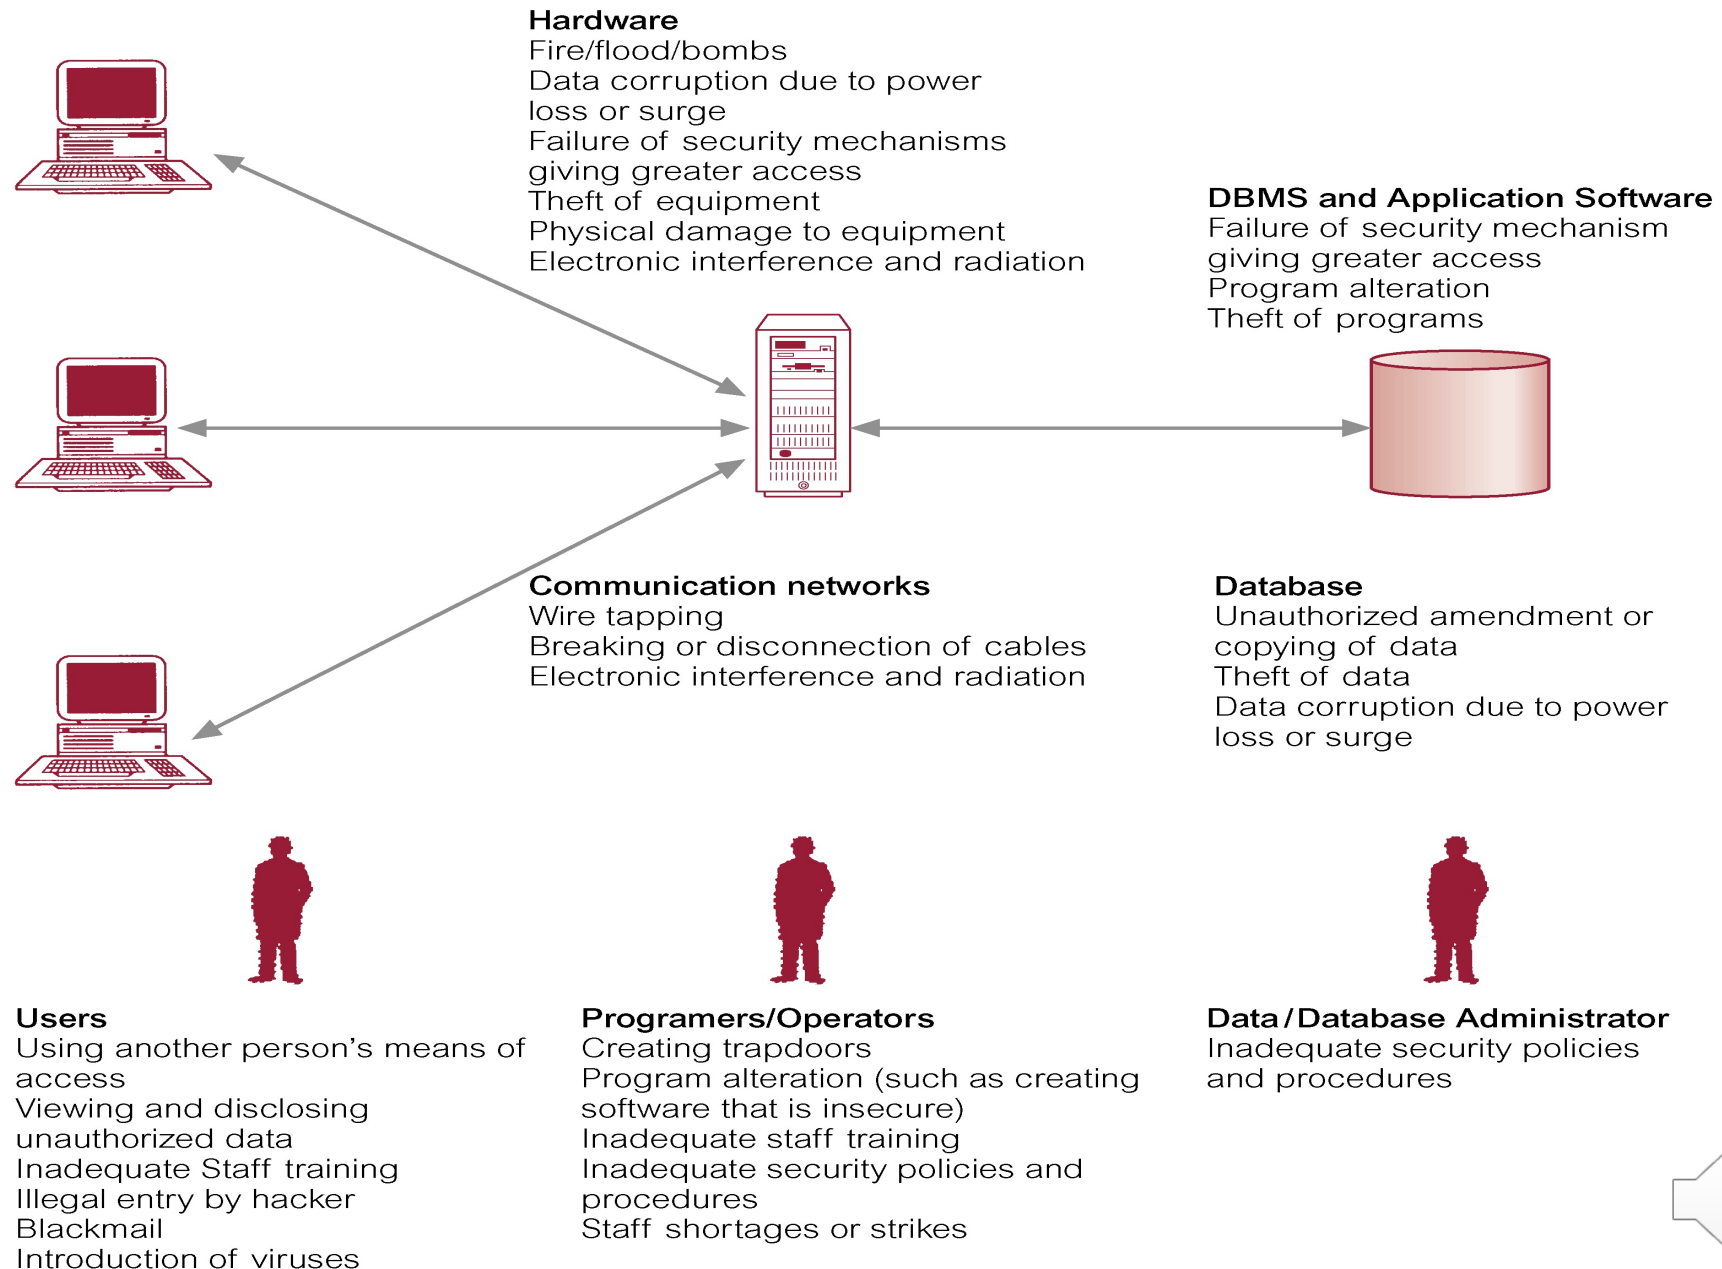 Hardware
Fire/flood/bombs
Data corruption due to power
loss or surge
Failure of security mechanisms
giving greater access
Theft of equipment
Physical damage to equipment
Electronic interference and radiation
DBMS and Application Software
Failure of security mechanism
giving greater access
Program alteration
Theft of programs
Communication networks
Wire tapping
Breaking or disconnection of cables
Electronic interference and radiation
Database
Unauthorized amendment or
copying of data
Theft of data
Data corruption due to power
loss or surge
Users
Using another person’s means of
access
Viewing and disclosing
unauthorized data
Inadequate Staff training
Illegal entry by hacker
Blackmail
Introduction of viruses
Programers/Operators
Creating trapdoors
Program alteration (such as creating
software that is insecure)
Inadequate staff training
Inadequate security policies and
procedures
Staff shortages or strikes
Data/Database Administrator
Inadequate security policies
and procedures